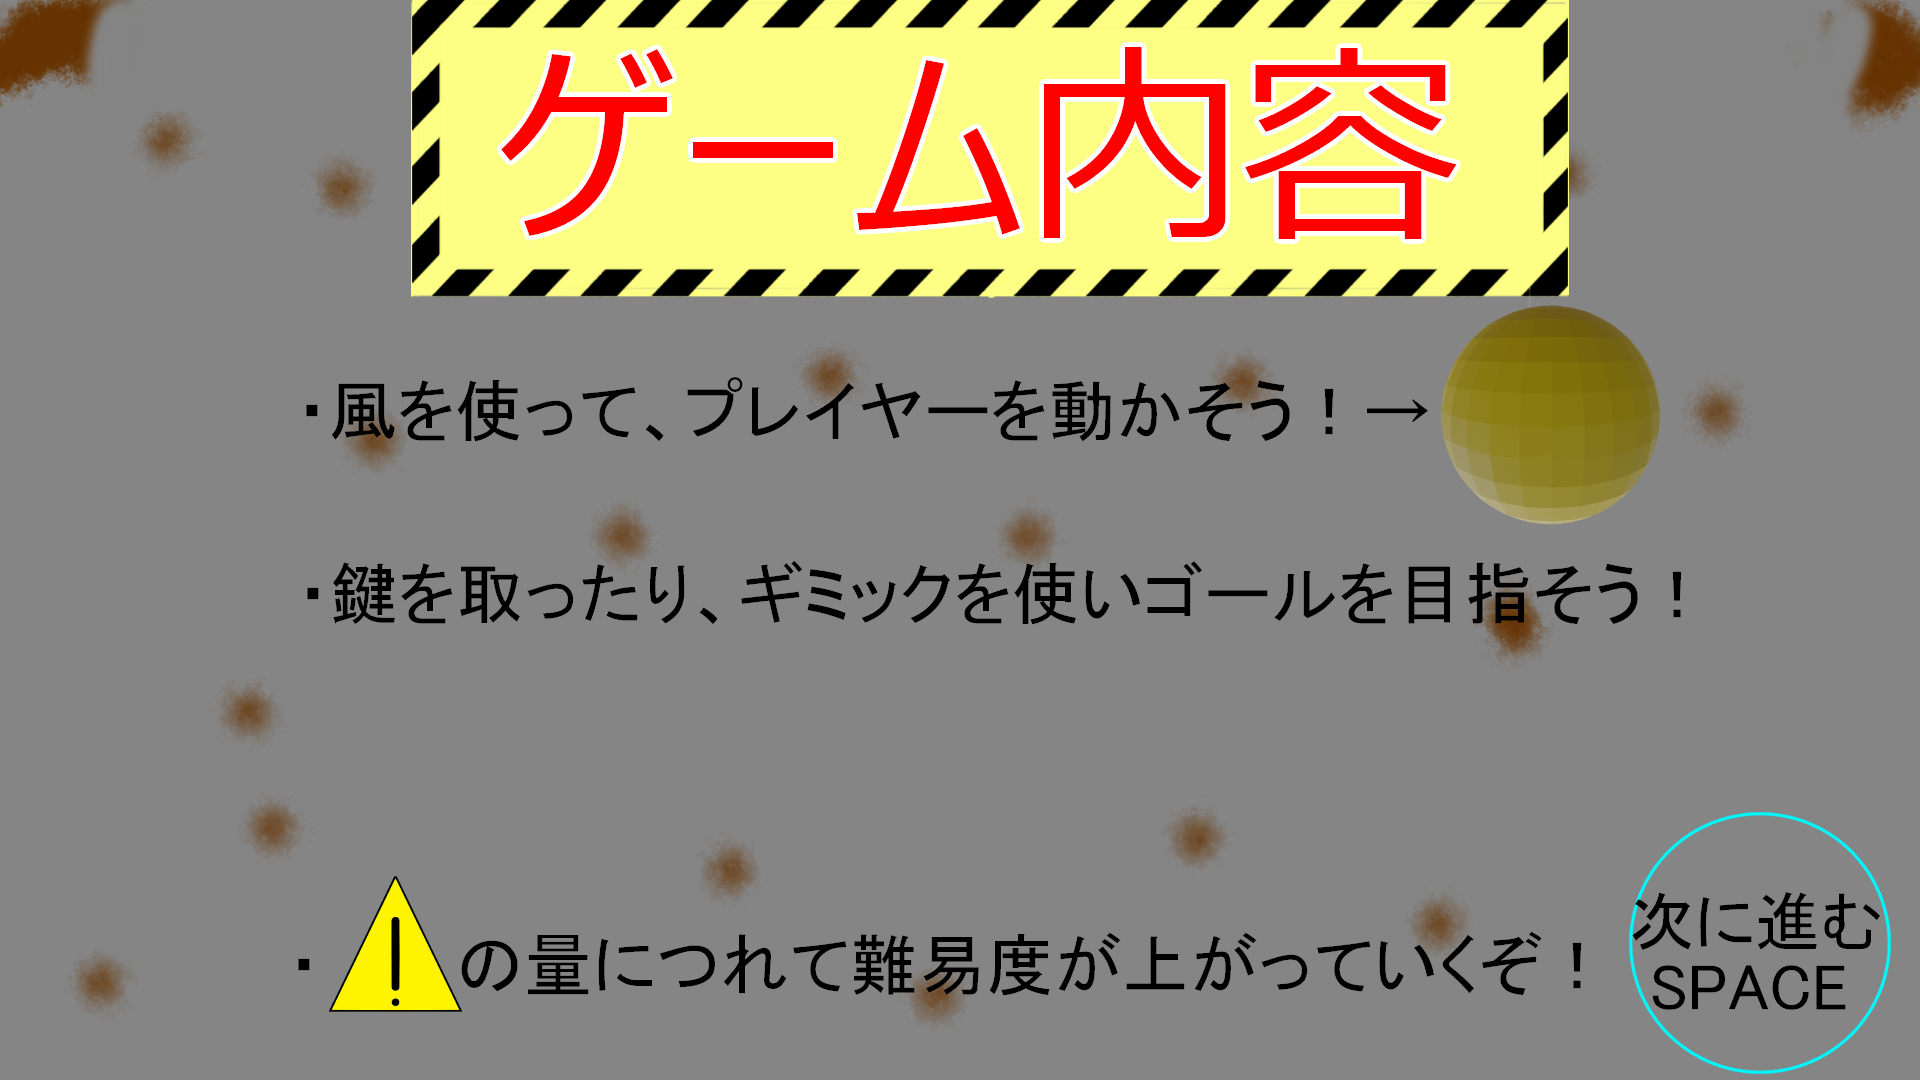 ゲーム内容
・風を使って、プレイヤーを動かそう！→
・鍵を取ったり、ギミックを使いゴールを目指そう！
・!の量につれて難易度が上がっていくぞ！
次に進む
SPACE